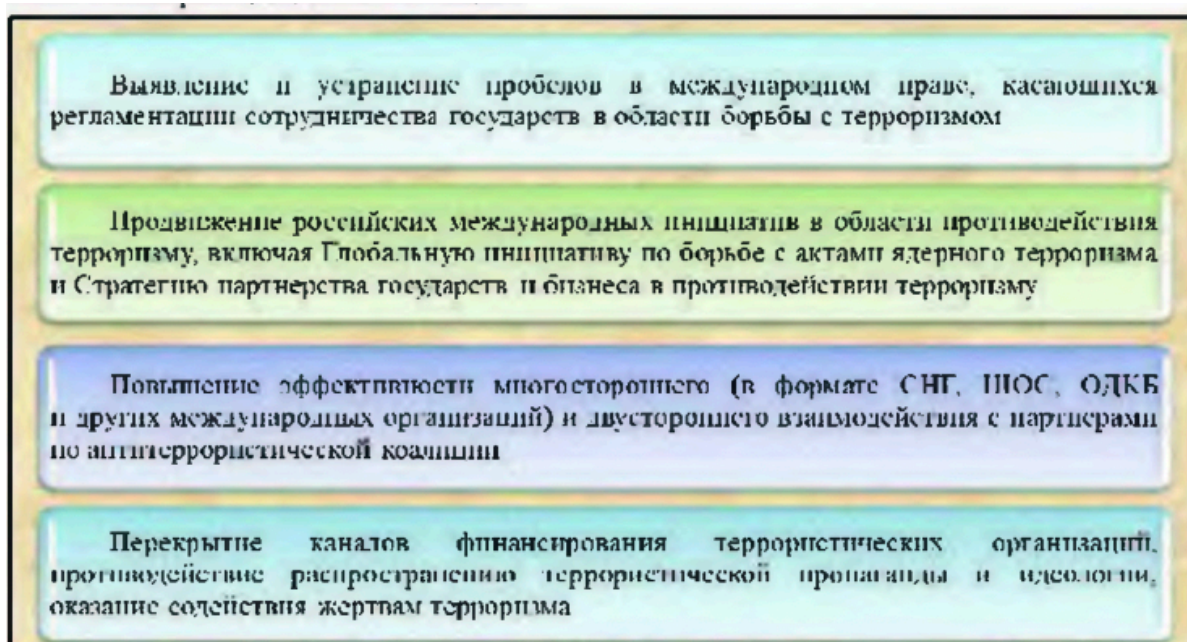 Выявление и устранение пробелов в международном праве, касающихся
регламентации сотрудничества государств в области борьбы с терроризмом
Продвижение российских международных инициатив в области противодействия
терроризму, включая Глобальную инициативу по борьбе с актами ядерного терроризма
и Стратегию партнерства государств и бизнеса в противодействии терроризму
Повышение эффективности многостороннего (в формате СНГ, ШОС, ОДКБ
и других международных организаций) и двустороннего взаимодействия с партнерами
по антитеррористической коалиции
Перекрытие каналов финансирования террористических организаций,
противодействие распространению террористической пропаганды и идеологии,
оказание содействия жертвам терроризма